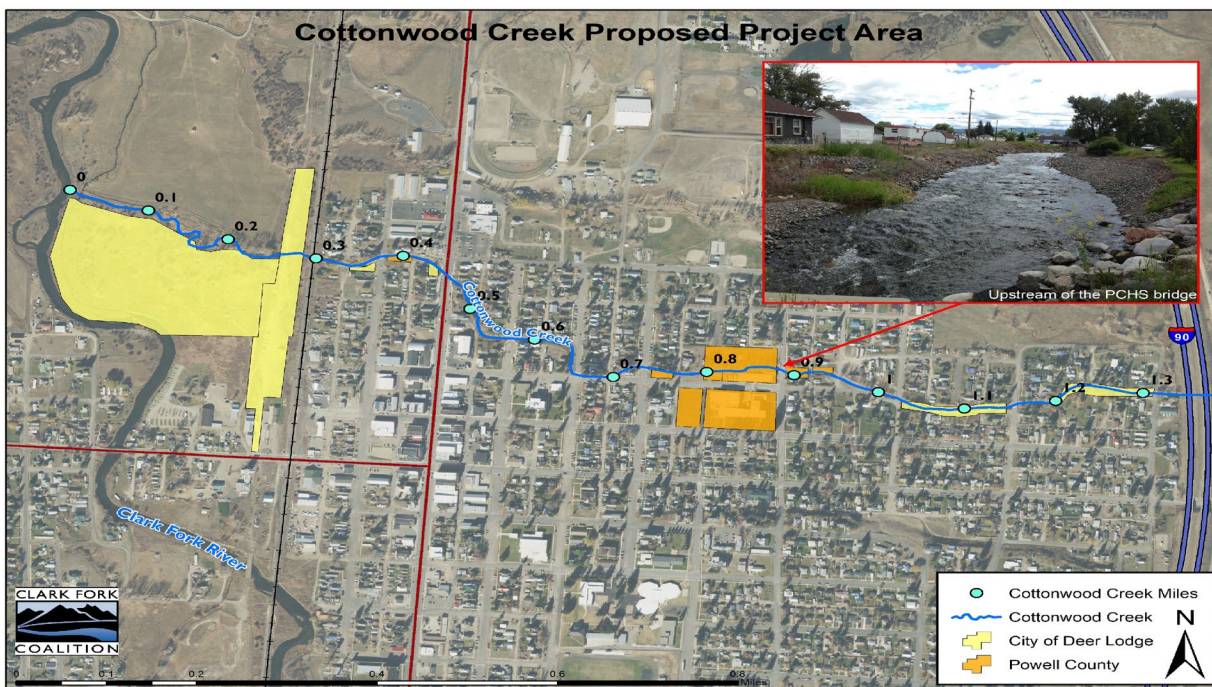 Cottonwood Creek Proposed Project Area
Upstream of the PCHS bridge
0
0.1
0.2
0.3
0.4
0.5
Cottonwood Creek
0.6
0.7
0.8
0.9
1
1.1
1.2
1.3
90
Clark Fork River
CLARK FORK
COALITION
0 0.1 0.2 0.4 0.6 0.8
Miles
Cottonwood Creek Miles
Cottonwood Creek
City of Deer Lodge
Powell County
N